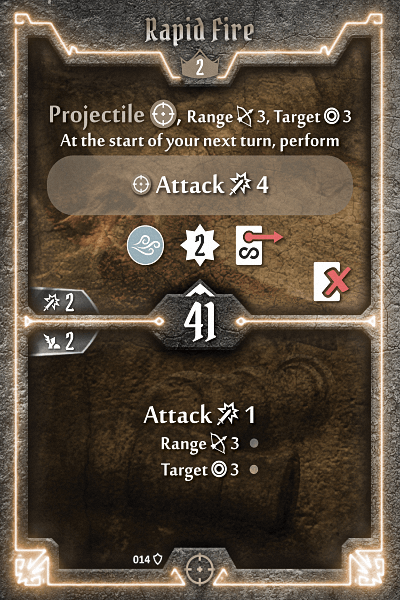 Rapid Fire
2
Projectile , Range 3, Target 3
At the start of your next turn, perform
Attack 4
2 S
2
41
2
Attack 1
Range 3
Target 3
014